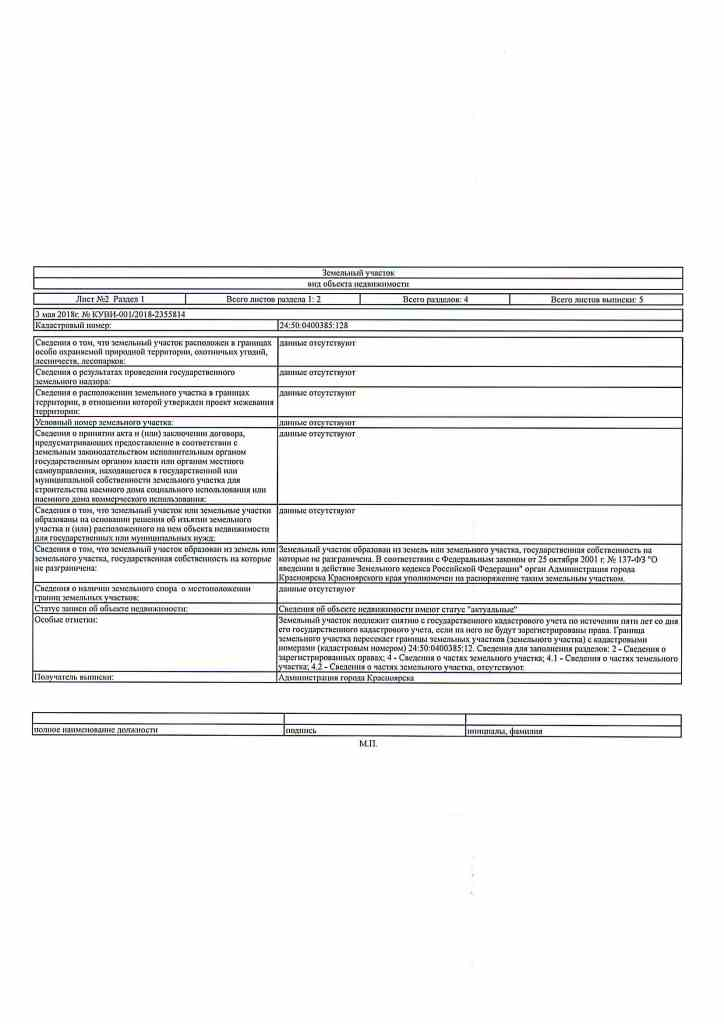 Земельный участок
вид объекта недвижимости
Лист №2 Раздел 1 Всего листов раздела 1: 2 Всего разделов: 4 Всего листов выписки: 5
3 мая 2018г. № КУВИ-001/2018-2355814
Кадастровый номер: 24:50:0400385:128
Сведения о том, что земельный участок расположен в границах данные отсутствуют
особо охраняемой природной территории, охотничьих угодий,
лесничеств, лесопарков:
Сведения о результатах проведения государственного данные отсутствуют
земельного надзора:
Сведения о расположении земельного участка в границах данные отсутствуют
территории, в отношении которой утвержден проект межевания
территории:
Условный номер земельного участка: данные отсутствуют
Сведения о принятии акта и (или) заключении договора, данные отсутствуют
предусматривающих предоставление в соответствии с
земельным законодательством исполнительным органом
государственным органом власти или органом местного
самоуправления, находящегося в государственной или
муниципальной собственности земельного участка для
строительства наемного дома социального использования или
наемного дома коммерческого использования:
Сведения о том, что земельный участок или земельные участки данные отсутствуют
образованы на основании решения об изъятии земельного
участка и (или) расположенного на нем объекта недвижимости
для государственных или муниципальных нужд:
Сведения о том, что земельный участок образован из земель или Земельный участок образован из земель или земельного участка, государственная собственность на
земельного участка, государственная собственность на которые которые не разграничена. В соответствии с Федеральным законом от 25 октября 2001 г. № 137-ФЗ "О
не разграничена: введении в действие Земельного кодекса Российской Федерации" орган Администрация города
Красноярска Красноярского края уполномочен на распоряжение таким земельным участком.
Сведения о наличии земельного спора о местоположении данные отсутствуют
границ земельных участков:
Статус записи об объекте недвижимости: Сведения об объекте недвижимости имеют статус "актуальные"
Особые отметки: Земельный участок подлежит снятию с государственного кадастрового учета по истечении пяти лет со дня
его государственного кадастрового учета, если на него не будут зарегистрированы права. Граница
земельного участка пересекает границы земельных участков (земельного участка) с кадастровыми
номерами (кадастровым номером) 24:50:0400385:12. Сведения для заполнения разделов: 2 - Сведения о
зарегистрированных правах; 4 - Сведения о частях земельного участка; 4.1 - Сведения о частях земельного
участка; 4.2 - Сведения о частях земельного участка, отсутствуют.
Получатель выписки: Администрация города Красноярска
полное наименование должности подпись инициалы, фамилия
М.П.